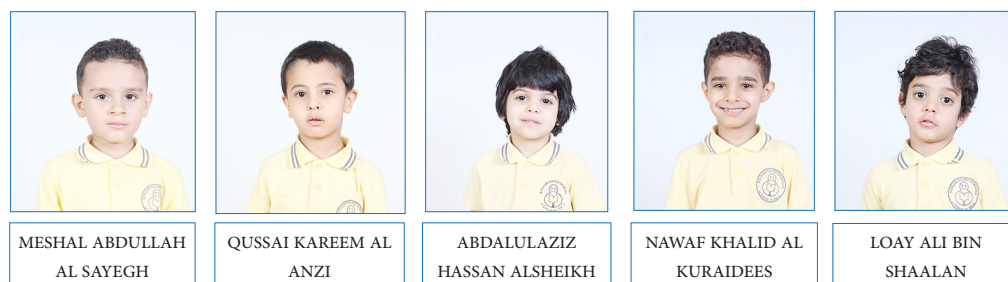 MESHAL ABDULLAH
AL SAYEGH
QUSSAI KAREEM AL
ANZI
ABDALULAZIZ
HASSAN ALSHEIKH
NAWAF KHALID AL
KURAIDEES
LOAY ALI BIN
SHAALAN